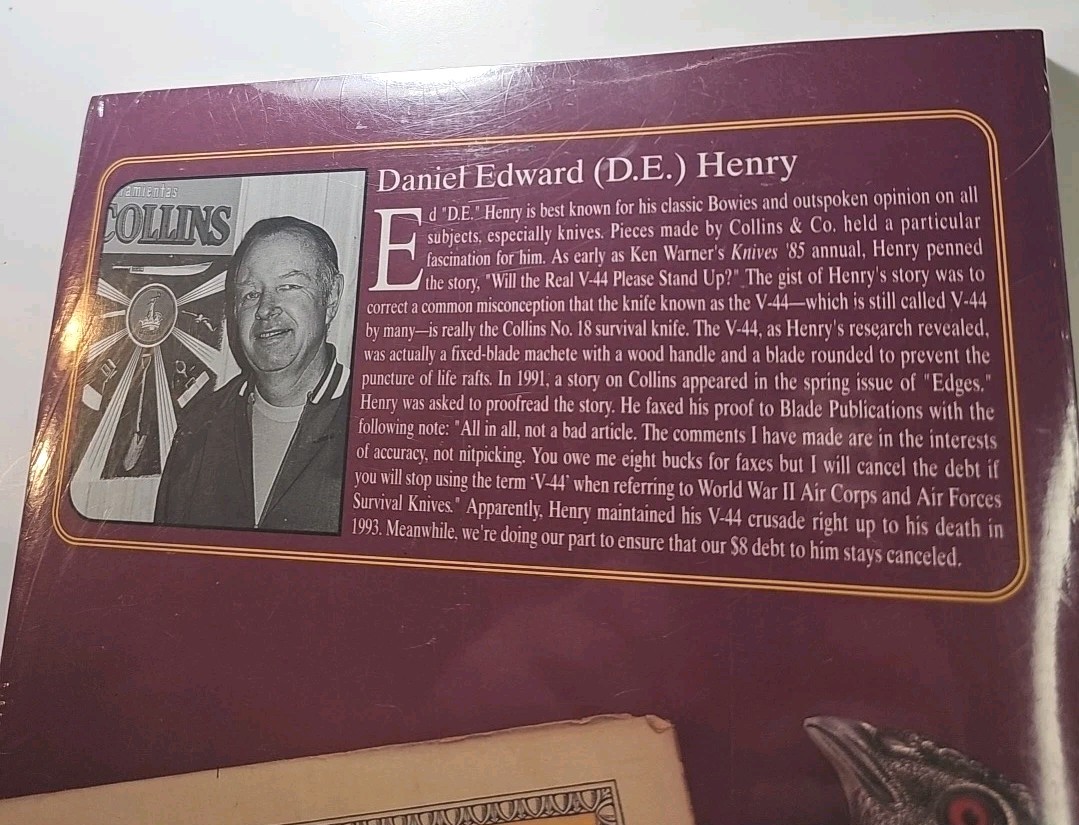 ramientas
COLLINS
Daniel Edward (D.E.) Henry
Ed "D.E." Henry is best known for his classic Bowies and outspoken opinion on all
subjects, especially knives. Pieces made by Collins & Co. held a particular
fascination for him. As early as Ken Warner's Knives '85 annual, Henry penned
the story, "Will the Real V-44 Please Stand Up?" The gist of Henry's story was to
correct a common misconception that the knife known as the V-44—which is still called V-44
by many—is really the Collins No. 18 survival knife. The V-44, as Henry's research revealed,
was actually a fixed-blade machete with a wood handle and a blade rounded to prevent the
puncture of life rafts. In 1991, a story on Collins appeared in the spring issue of "Edges."
Henry was asked to proofread the story. He faxed his proof to Blade Publications with the
following note: "All in all, not a bad article. The comments I have made are in the interests
of accuracy, not nitpicking. You owe me eight bucks for faxes but I will cancel the debt if
you will stop using the term 'V-44' when referring to World War II Air Corps and Air Forces
Survival Knives." Apparently, Henry maintained his V-44 crusade right up to his death in
1993. Meanwhile, we're doing our part to ensure that our $8 debt to him stays canceled.